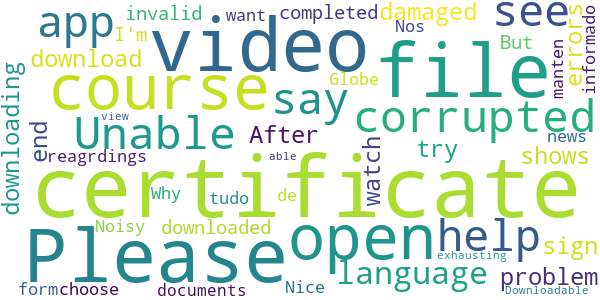 invalid want completed damaged
Nos
app video see
I'm
errors
manten
informado
download But
file
course say
Globe
corrupted
downloading
end
Unable After
view
watch
try
news
reagrdings
able
shows
certificate
Why tudo de
Noisy downloaded
sign
Please open help
exhausting
language problem
form choose documents Nice
Downloadable